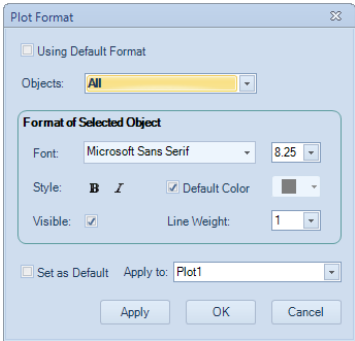 Plot Format
Using Default Format
Objects: All
Format of Selected Object
Font: Microsoft Sans Serif 8.25
Style: B I Default Color
Visible: Line Weight: 1
Set as Default Apply to: Plot1
Apply OK Cancel